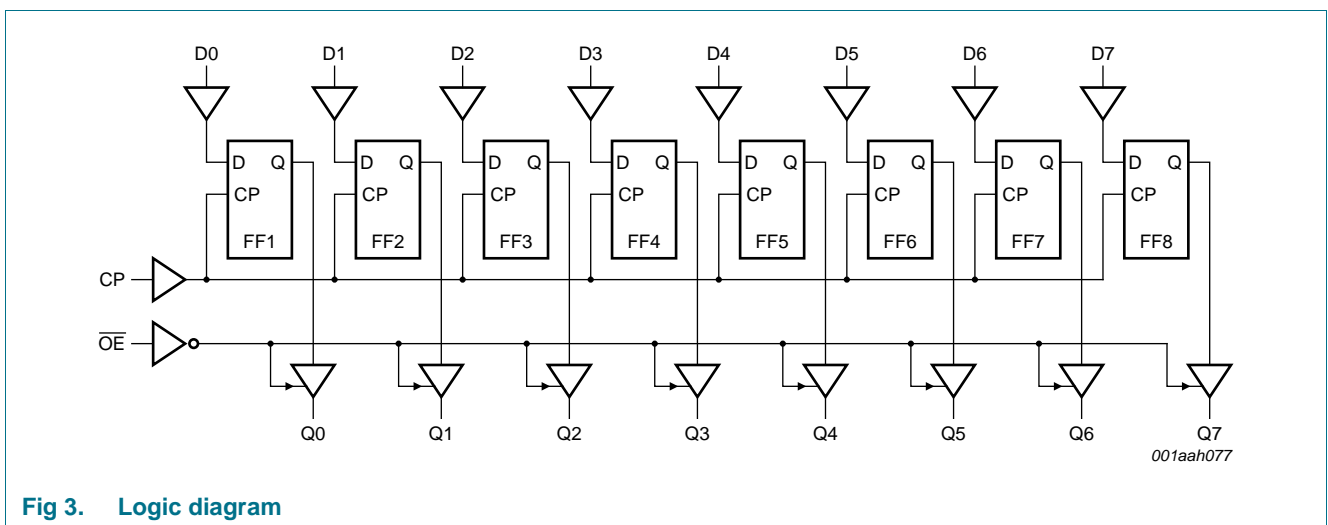 D0 D1 D2 D3 D4 D5 D6 D7
D Q D Q D Q D Q D Q D Q D Q D Q
CP CP CP CP CP CP CP CP
FF1 FF2 FF3 FF4 FF5 FF6 FF7 FF8
CP
OE
Q0 Q1 Q2 Q3 Q4 Q5 Q6 Q7
001aah077
Fig 3. Logic diagram